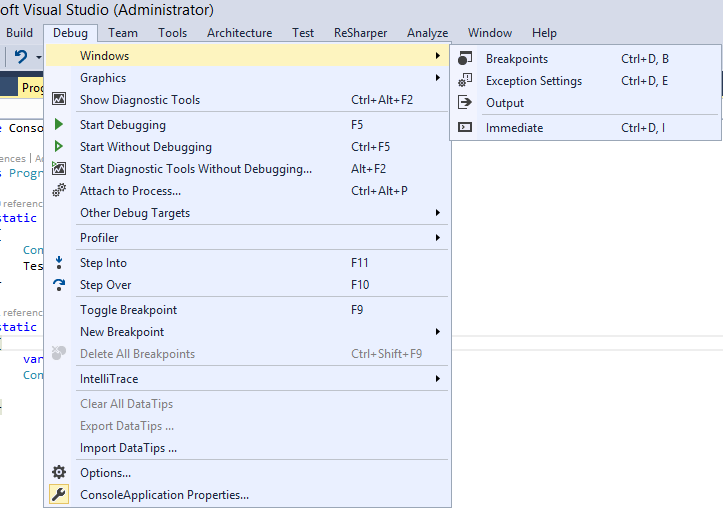 oft Visual Studio (Administrator)
Build Debug Team Tools Architecture Test ReSharper Analyze Window Help
Windows
Breakpoints Ctrl+D, B
Graphics
Exception Settings Ctrl+D, E
Show Diagnostic Tools Ctrl+Alt+F2
Output
Start Debugging F5
Immediate Ctrl+D, I
Start Without Debugging Ctrl+F5
Start Diagnostic Tools Without Debugging... Alt+F2
Attach to Process... Ctrl+Alt+P
Other Debug Targets
Profiler
Step Into F11
Step Over F10
Toggle Breakpoint F9
New Breakpoint
Delete All Breakpoints Ctrl+Shift+F9
IntelliTrace
Clear All DataTips
Export DataTips ...
Import DataTips ...
Options...
ConsoleApplication Properties...
Prog
e Conso
ences | A
s Progr
referenc
static
Con
Tes
referenc
static
van
Con